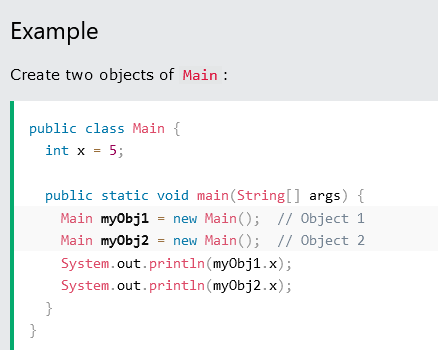 Example
Create two objects of Main:
public class Main {
  int x = 5;

  public static void main(String[] args) {
    Main myObj1 = new Main();  // Object 1
    Main myObj2 = new Main();  // Object 2
    System.out.println(myObj1.x);
    System.out.println(myObj2.x);
  }
}